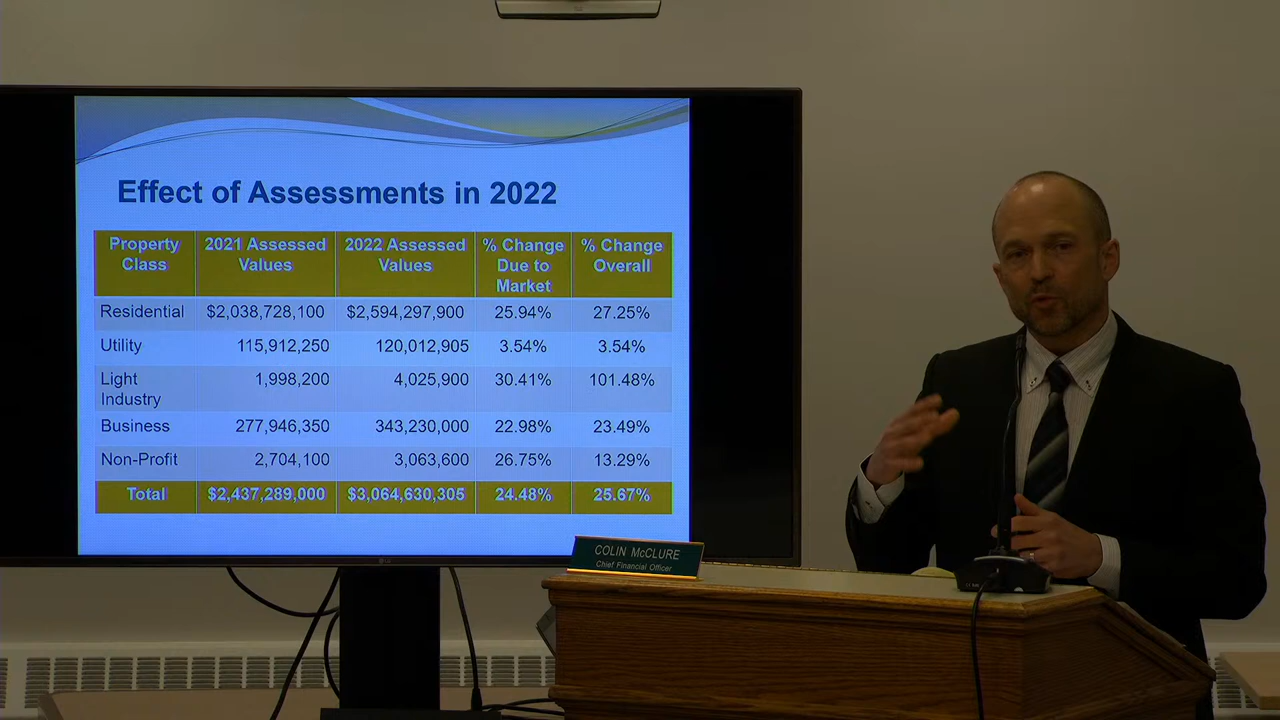 Effect of Assessments in 2022
Property Class 2021 Assessed Values 2022 Assessed Values % Change Due to Market % Change Overall
Residential $2,038,728,100 $2,594,297,900 25.94% 27.25%
Utility 115,912,250 120,012,905 3.54% 3.54%
Light Industry 1,998,200 4,025,900 30.41% 101.48%
Business 277,946,350 343,230,000 22.98% 23.49%
Non-Profit 2,704,100 3,063,600 26.75% 13.29%
Total $2,437,289,000 $3,064,630,305 24.48% 25.67%
LG
COLIN McCLURE
Chief Financial Officer